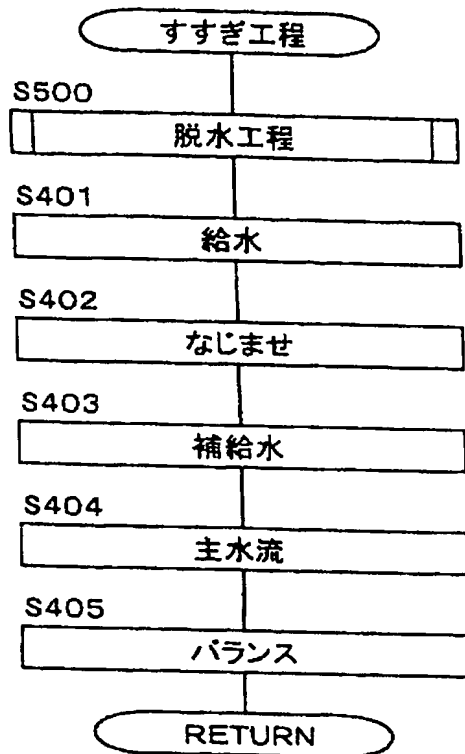 すすぎ工程
S500
脱水工程
S401
給水
S402
なじませ
S403
補給水
S404
主水流
S405
バランス
RETURN